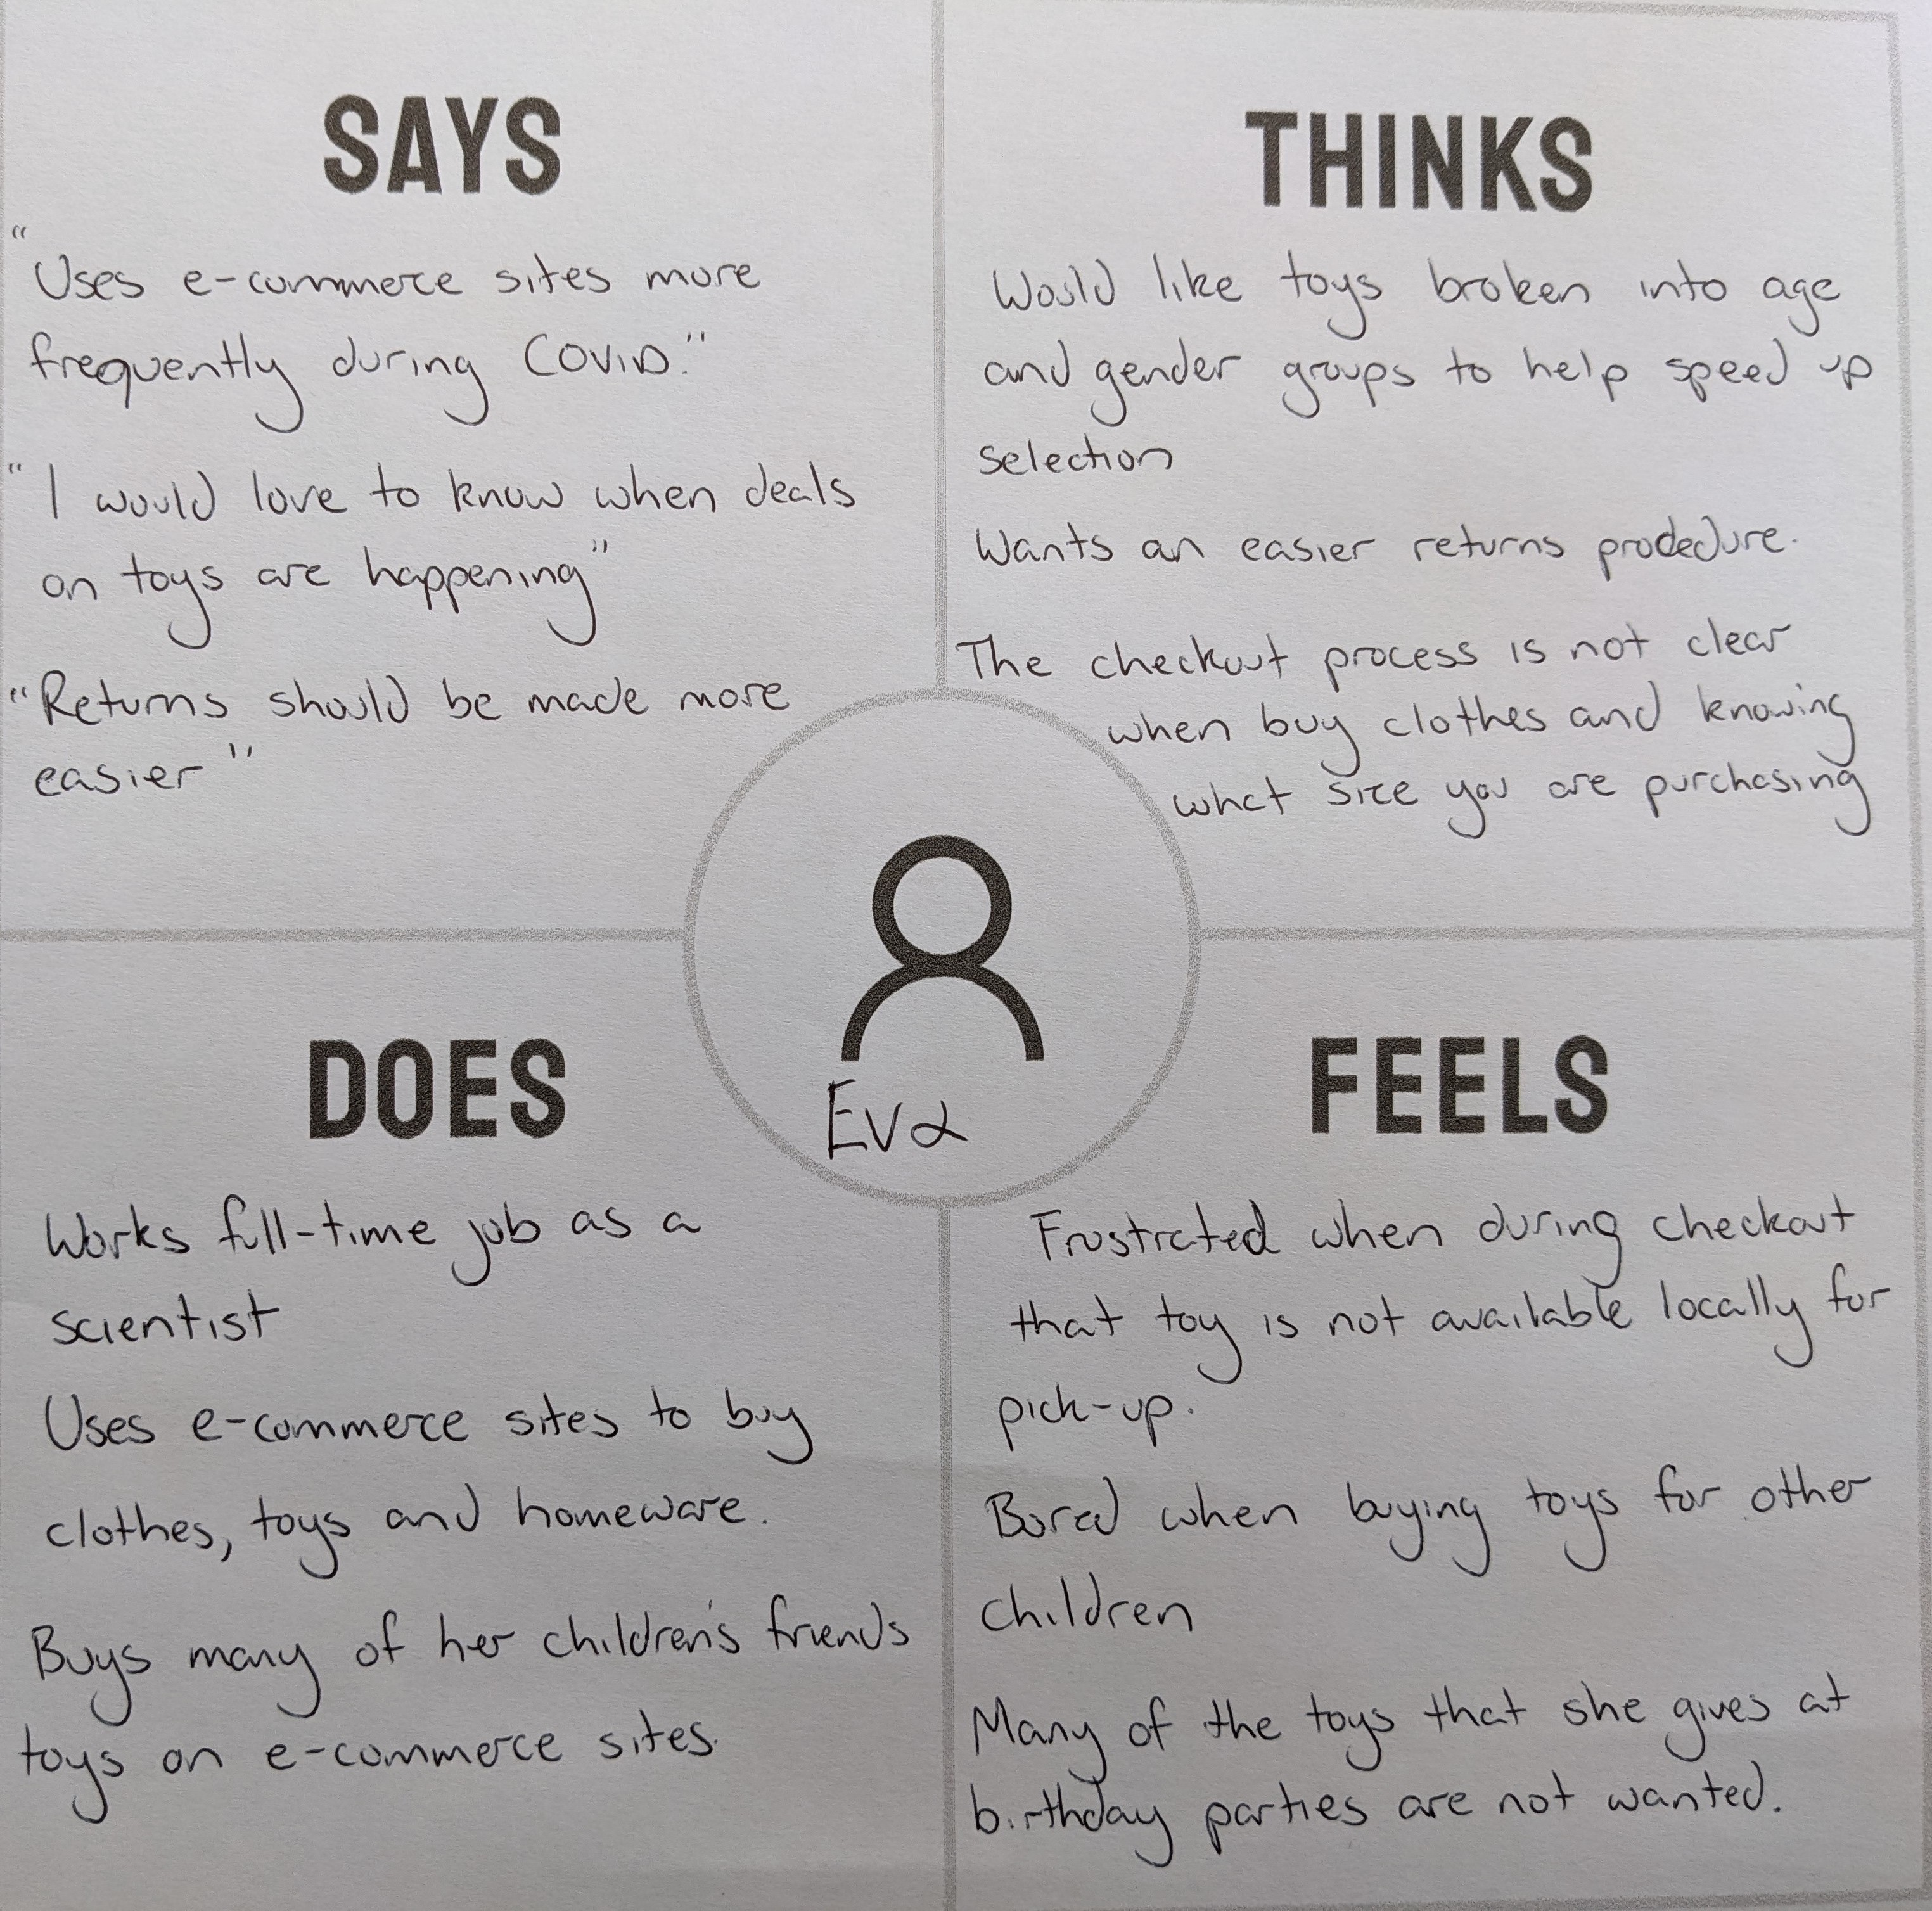 SAYS
"Uses e-commerce sites more
frequently during COVID."
"I would love to know when deals
on toys are happening"
"Returns should be made more
easier"
THINKS
Would like toys broken into age
and gender groups to help speed up
selection
Wants an easier returns prodedure.
The checkout process is not clear
when buy clothes and knowing
what size you are purchasing
Eva
DOES
Works full-time job as a
scientist
Uses e-commerce sites to buy
clothes, toys and homeware.
Buys many of her children's friends
toys on e-commerce sites.
FEELS
Frustrated when during checkout
that toy is not available locally for
pick-up.
Bored when buying toys for other
children
Many of the toys that she gives at
birthday parties are not wanted.